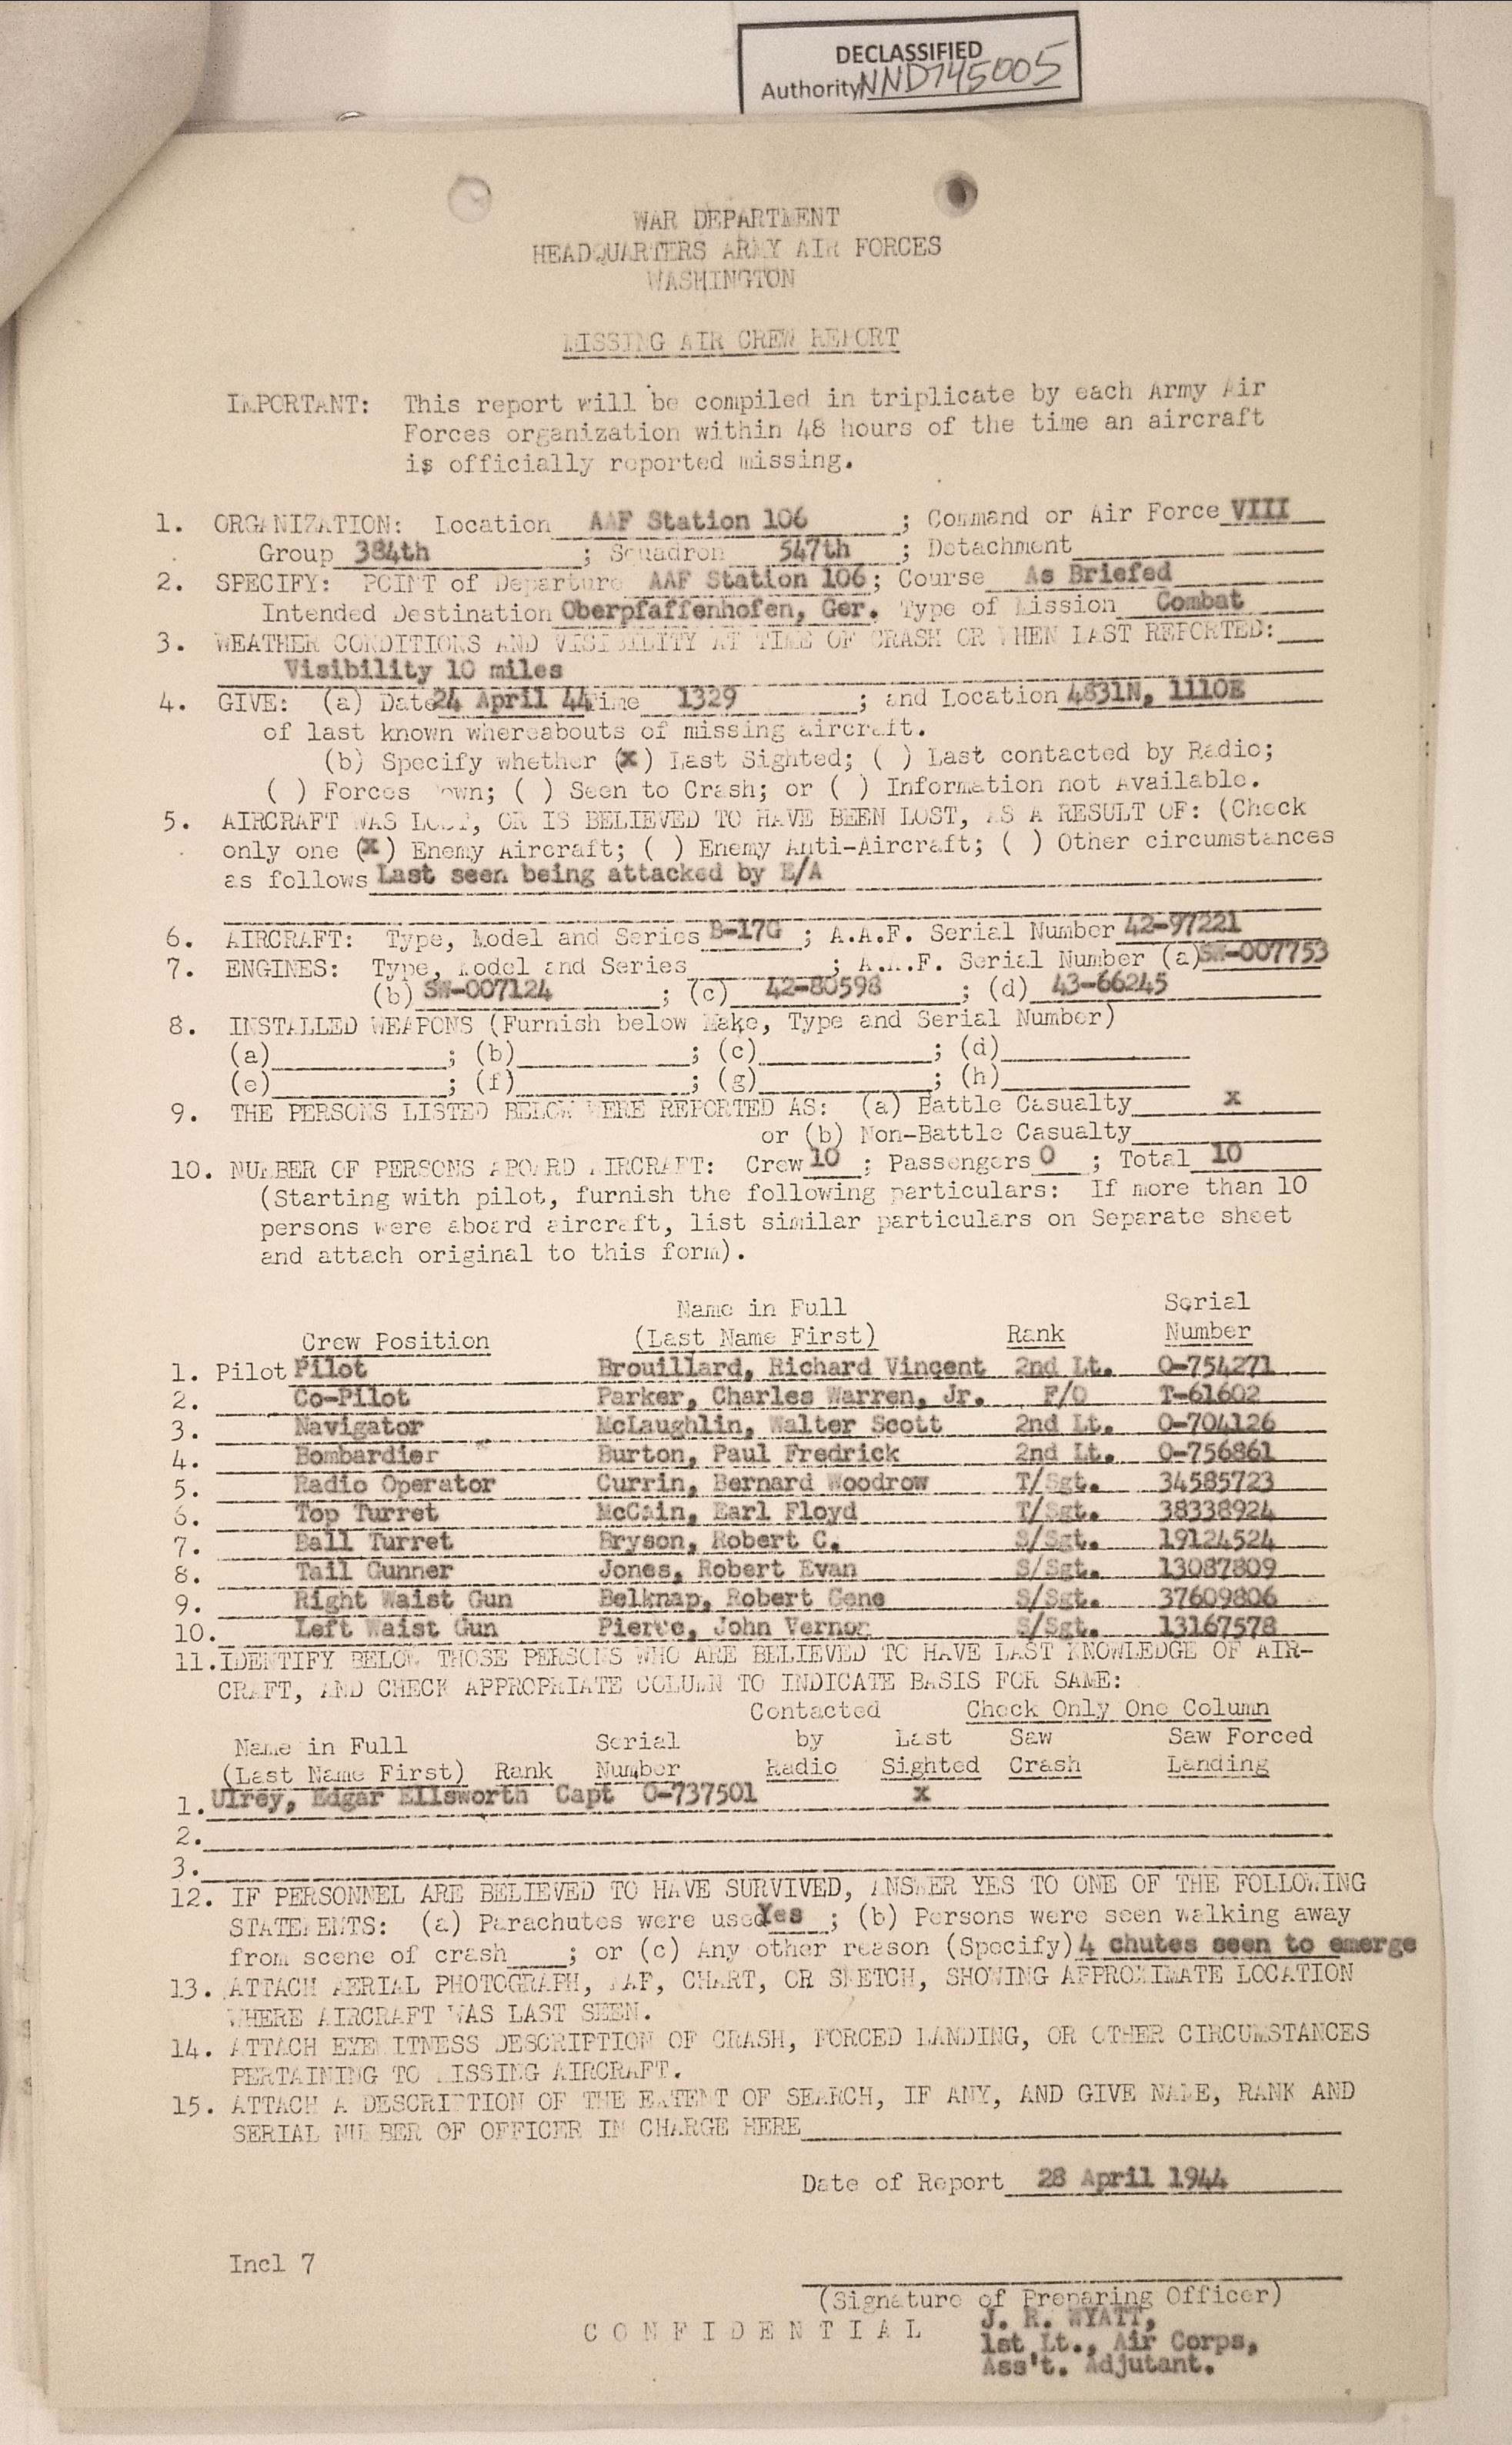 DECLASSIFIED
Authority NND745005
WAR DEPARTMENT
HEADQUARTERS ARMY AIR FORCES
WASHINGTON
MISSING AIR CREW REPORT
IMPORTANT: This report will be compiled in triplicate by each Army Air
Forces organization within 48 hours of the time an aircraft
is officially reported missing.
1. ORGANIZATION: Location AAF Station 106 ; Command or Air Force VIII
Group 384th ; Squadron 547th ; Detachment
2. SPECIFY: POINT of Departure AAF Station 106; Course As Briefed
Intended Destination Oberpfaffenhofen, Ger. Type of Mission Combat
3. WEATHER CONDITIONS AND VISIBILITY AT TIME OF CRASH OR WHEN LAST REPORTED:
Visibility 10 miles
4. GIVE: (a) Date 24 April 44 Time 1329 ; and Location 4831N, 1110E
of last known whereabouts of missing aircraft.
(b) Specify whether (x) Last Sighted; ( ) Last contacted by Radio;
( ) Forces Down; ( ) Seen to Crash; or ( ) Information not Available.
5. AIRCRAFT WAS LOST, OR IS BELIEVED TO HAVE BEEN LOST, AS A RESULT OF: (Check
only one (x) Enemy Aircraft; ( ) Enemy Anti-Aircraft; ( ) Other circumstances
as follows Last seen being attacked by E/A
6. AIRCRAFT: Type, Model and Series B-17G ; A.A.F. Serial Number 42-97221
7. ENGINES: Type, Model and Series ; A.A.F. Serial Number (a) SW-007753
(b) SW-007124 ; (c) 42-80598 ; (d) 43-66245
8. INSTALLED WEAPONS (Furnish below Make, Type and Serial Number)
(a) ; (b) ; (c) ; (d)
(e) ; (f) ; (g) ; (h)
9. THE PERSONS LISTED BELOW WERE REPORTED AS: (a) Battle Casualty x
or (b) Non-Battle Casualty
10. NUMBER OF PERSONS ABOARD AIRCRAFT: Crew 10 ; Passengers 0 ; Total 10
(Starting with pilot, furnish the following particulars: If more than 10
persons were aboard aircraft, list similar particulars on Separate sheet
and attach original to this form).
Name in Full Serial
Crew Position (Last Name First) Rank Number
1. Pilot Pilot Brouillard, Richard Vincent 2nd Lt. O-754271
2. Co-Pilot Parker, Charles Warren, Jr. F/O T-61602
3. Navigator McLaughlin, Walter Scott 2nd Lt. O-704126
4. Bombardier Burton, Paul Fredrick 2nd Lt. O-756861
5. Radio Operator Currin, Bernard Woodrow T/Sgt. 34585723
6. Top Turret McCain, Earl Floyd T/Sgt. 38338924
7. Ball Turret Bryson, Robert C. S/Sgt. 19124524
8. Tail Gunner Jones, Robert Evan S/Sgt. 13087809
9. Right Waist Gun Belknap, Robert Gene S/Sgt. 37609806
10. Left Waist Gun Pierce, John Vernon S/Sgt. 13167578
11. IDENTIFY BELOW THOSE PERSONS WHO ARE BELIEVED TO HAVE LAST KNOWLEDGE OF AIR-
CRAFT, AND CHECK APPROPRIATE COLUMN TO INDICATE BASIS FOR SAME:
Contacted Check Only One Column
Name in Full Serial by Last Saw Saw Forced
(Last Name First) Rank Number Radio Sighted Crash Landing
1. Ulrey, Edgar Ellsworth Capt O-737501 x
2.
3.
12. IF PERSONNEL ARE BELIEVED TO HAVE SURVIVED, ANSWER YES TO ONE OF THE FOLLOWING
STATEMENTS: (a) Parachutes were used Yes ; (b) Persons were seen walking away
from scene of crash ; or (c) Any other reason (Specify) 4 chutes seen to emerge
13. ATTACH AERIAL PHOTOGRAPH, MAF, CHART, OR SKETCH, SHOWING APPROXIMATE LOCATION
WHERE AIRCRAFT WAS LAST SEEN.
14. ATTACH EYEWITNESS DESCRIPTION OF CRASH, FORCED LANDING, OR OTHER CIRCUMSTANCES
PERTAINING TO MISSING AIRCRAFT.
15. ATTACH A DESCRIPTION OF THE EXTENT OF SEARCH, IF ANY, AND GIVE NAME, RANK AND
SERIAL NUMBER OF OFFICER IN CHARGE HERE
Date of Report 28 April 1944
Incl 7
(Signature of Preparing Officer)
CONFIDENTIAL
J. R. WYATT,
1st Lt., Air Corps,
Ass't. Adjutant.